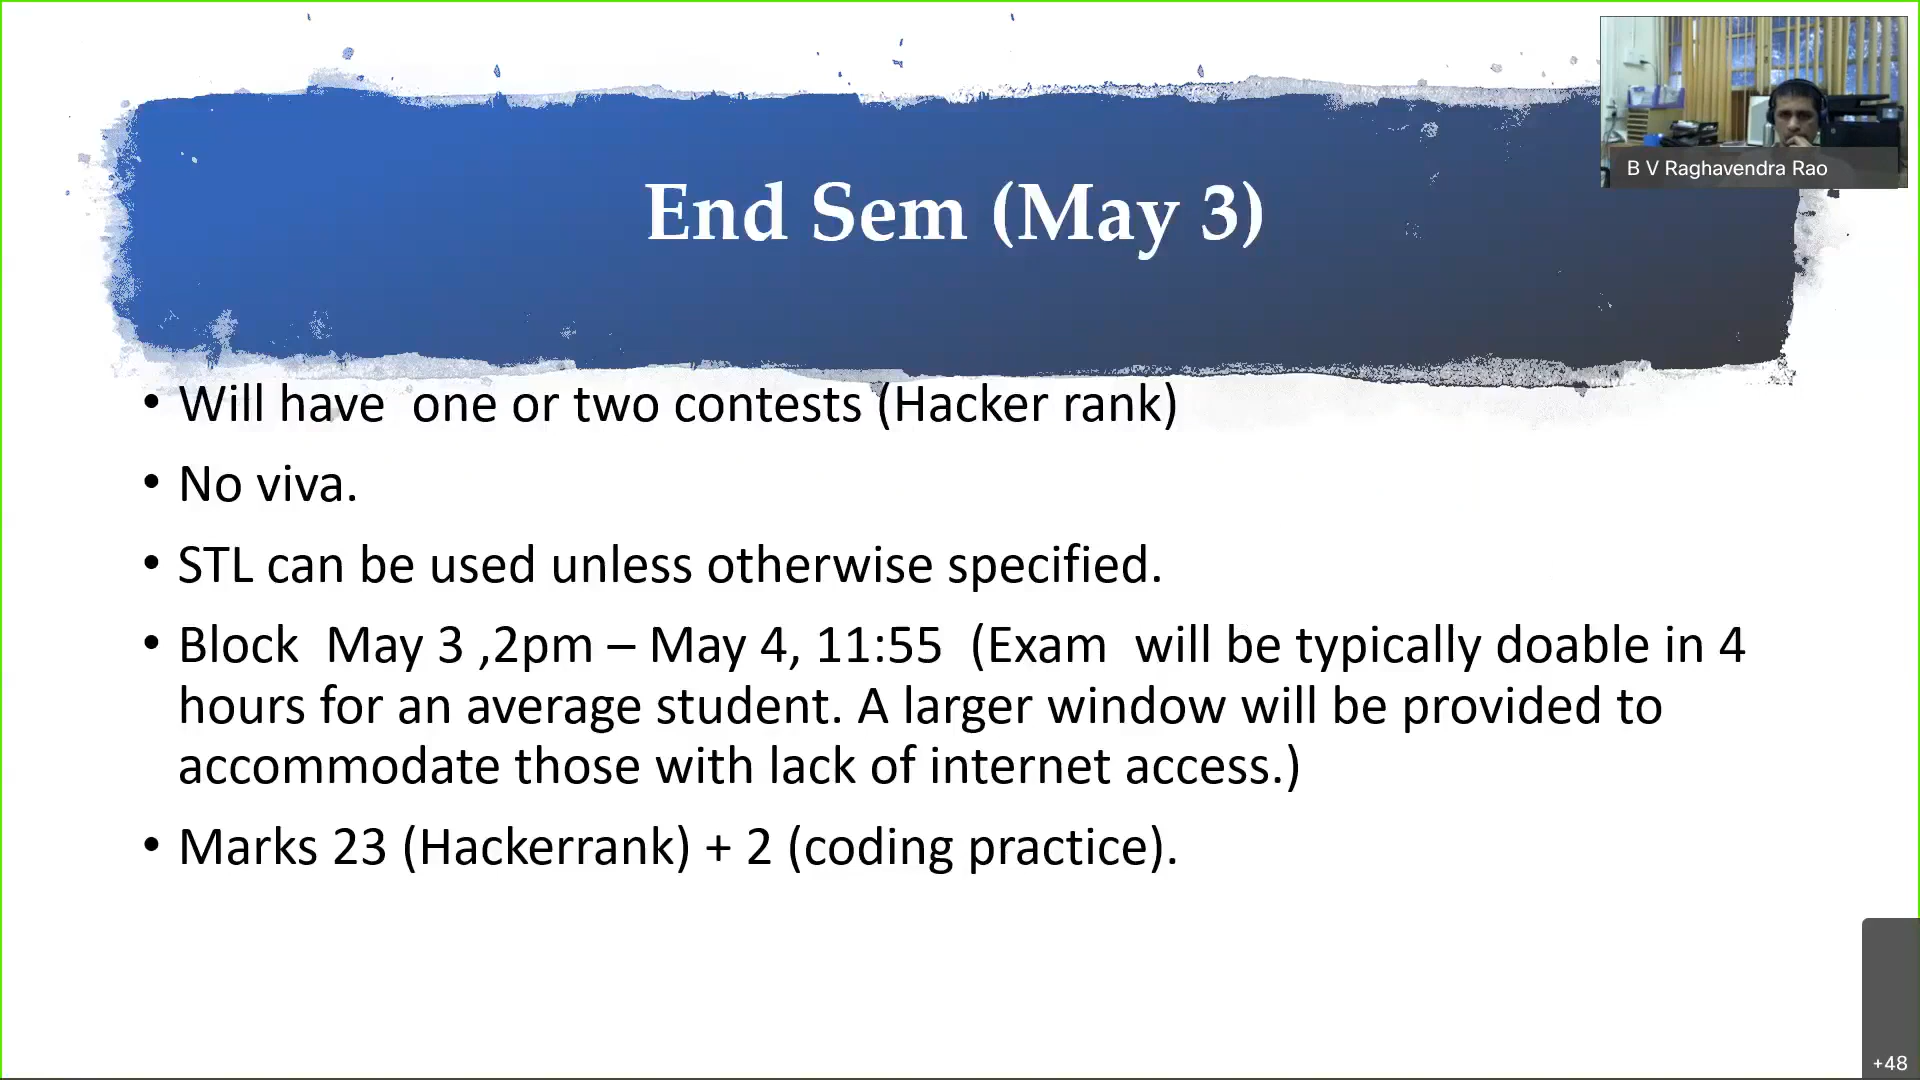 B V Raghavendra Rao
End Sem (May 3)
• Will have  one or two contests (Hacker rank)
• No viva.
• STL can be used unless otherwise specified.
• Block  May 3 ,2pm – May 4, 11:55  (Exam  will be typically doable in 4
hours for an average student. A larger window will be provided to
accommodate those with lack of internet access.)
• Marks 23 (Hackerrank) + 2 (coding practice).
+48